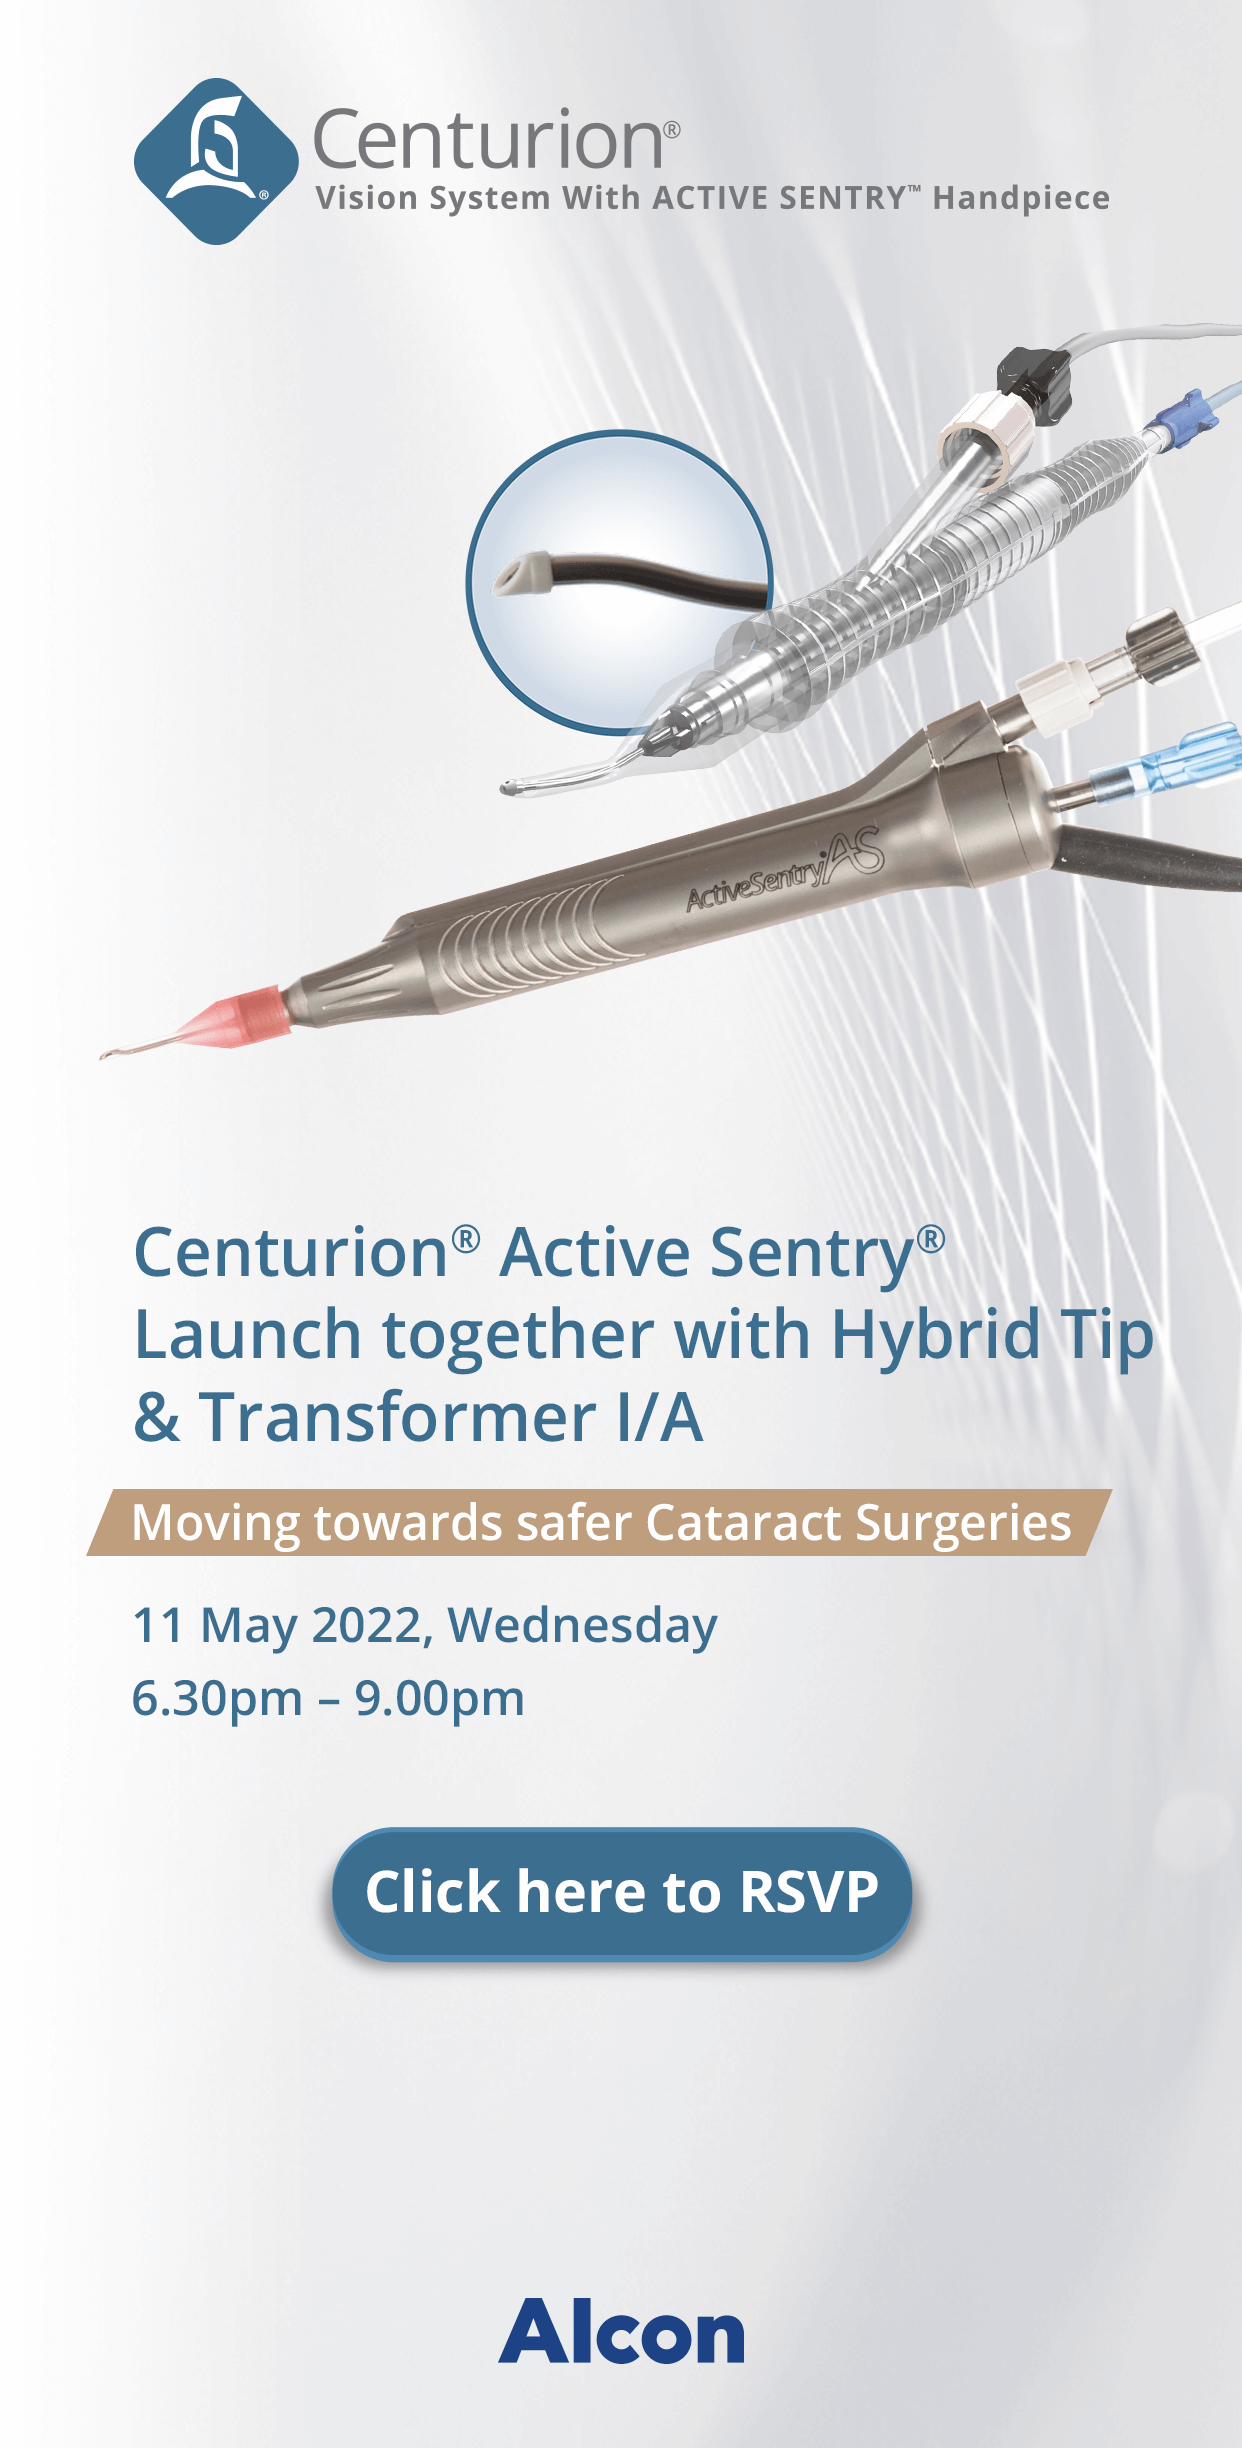 Centurion®
Vision System With ACTIVE SENTRY™ Handpiece
®
ActiveSentry AS
Centurion® Active Sentry®
Launch together with Hybrid Tip
& Transformer I/A
Moving towards safer Cataract Surgeries
11 May 2022, Wednesday
6.30pm – 9.00pm
Click here to RSVP
Alcon